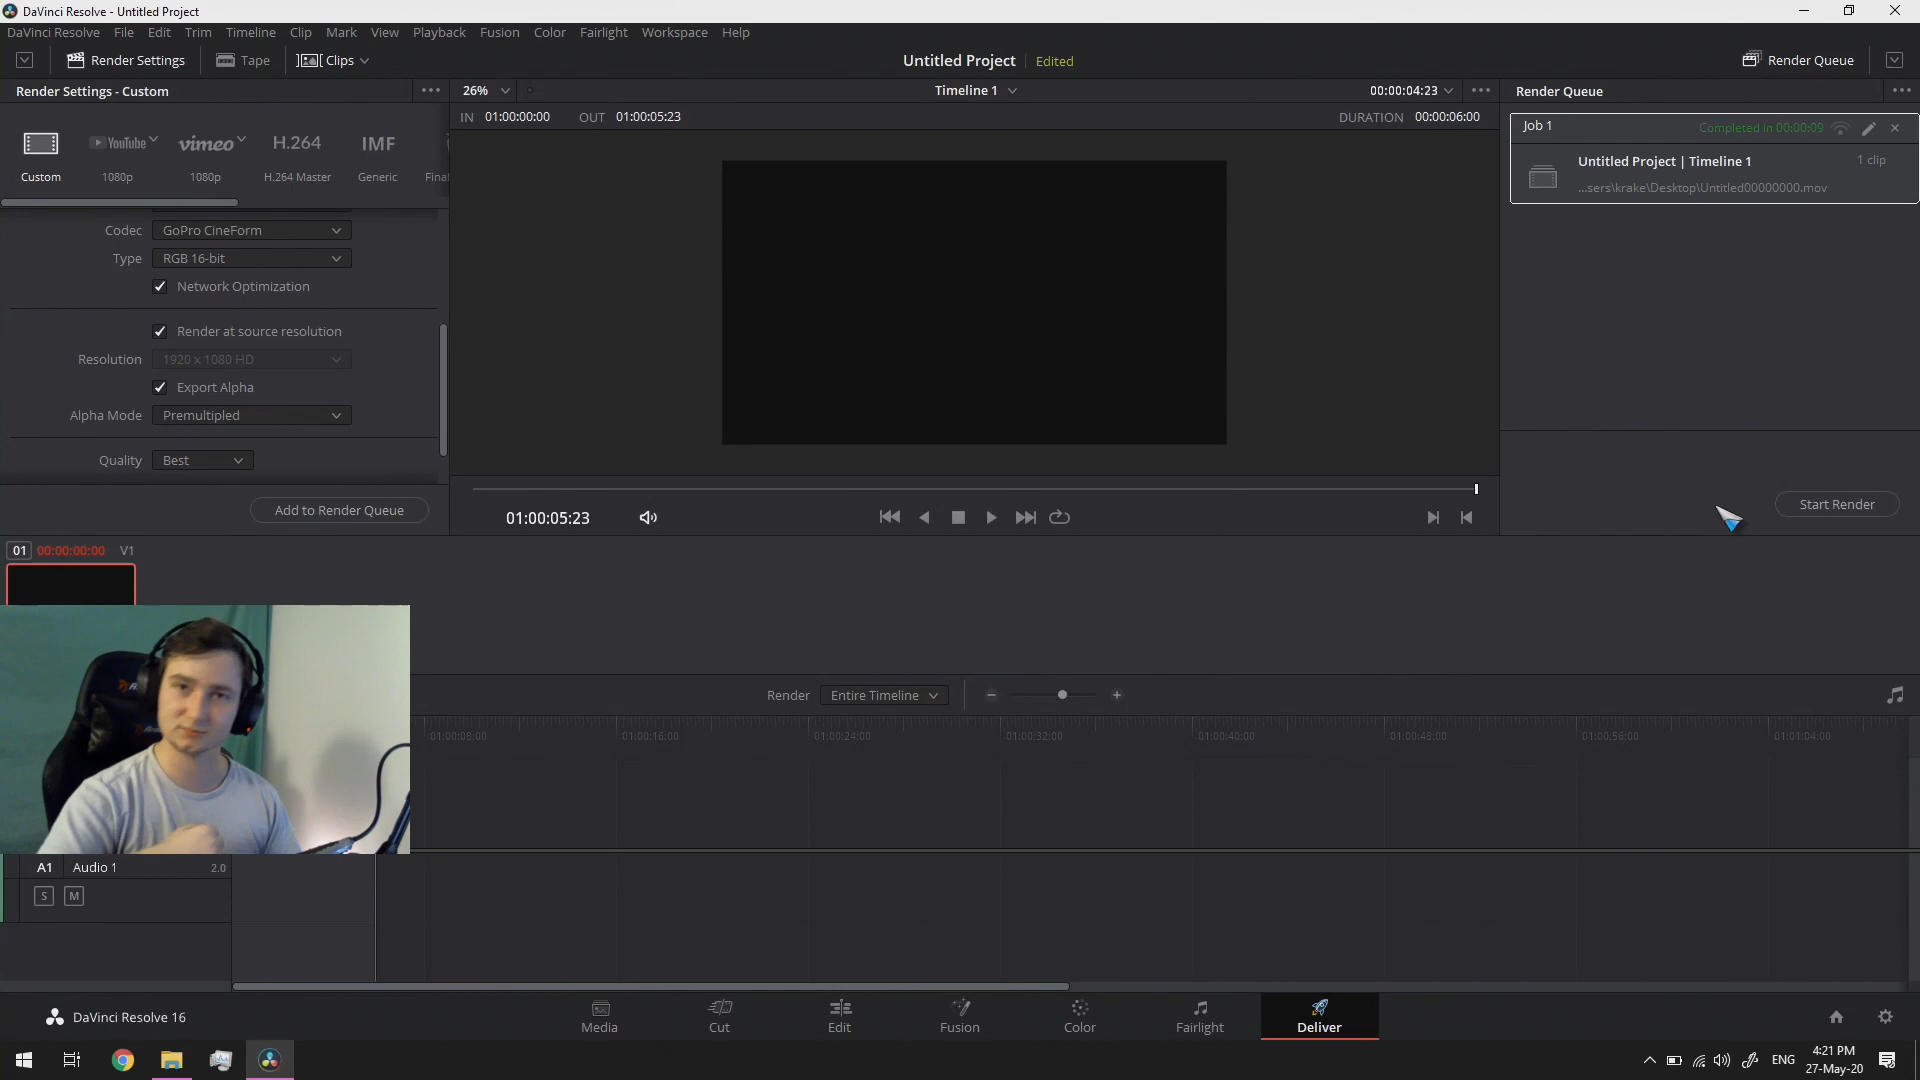 DaVinci Resolve - Untitled Project
DaVinci Resolve File Edit Trim Timeline Clip Mark View Playback Fusion Color Fairlight Workspace Help
Render Settings Tape Clips Untitled Project Edited Render Queue
Render Settings - Custom 26% Timeline 1 00:00:04:23 Render Queue
IN 01:00:00:00 OUT 01:00:05:23 DURATION 00:00:06:00
Job 1 Completed in 00:00:09
YouTube vimeo H.264 IMF
Custom 1080p 1080p H.264 Master Generic Final
Untitled Project | Timeline 1 1 clip
...sers\krake\Desktop\Untitled00000000.mov
Codec GoPro CineForm
Type RGB 16-bit
Network Optimization
Render at source resolution
Resolution 1920 x 1080 HD
Export Alpha
Alpha Mode Premultipled
Quality Best
Add to Render Queue
01:00:05:23
Start Render
01 00:00:00:00 V1
Render Entire Timeline
01:00:08:00 01:00:16:00 01:00:24:00 01:00:32:00 01:00:40:00 01:00:48:00 01:00:56:00 01:01:04:00
A1 Audio 1 2.0
S M
DaVinci Resolve 16
Media Cut Edit Fusion Color Fairlight Deliver
ENG
4:21 PM
27-May-20